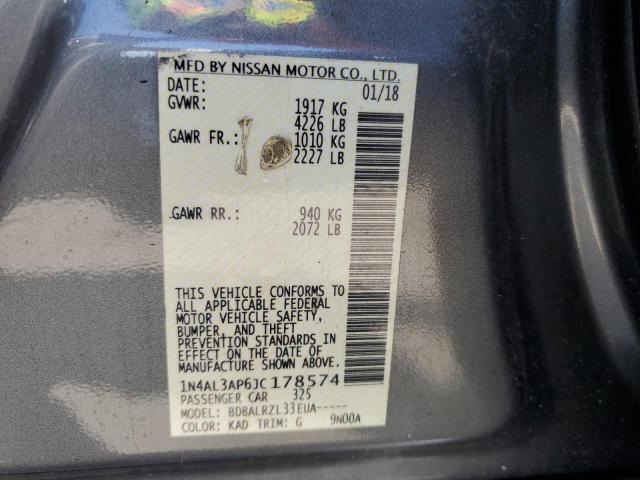 MFD BY NISSAN MOTOR CO., LTD.
DATE: 01/18
GVWR: 1917 KG
4226 LB
GAWR FR.: 1010 KG
2227 LB
GAWR RR.: 940 KG
2072 LB
THIS VEHICLE CONFORMS TO
ALL APPLICABLE FEDERAL
MOTOR VEHICLE SAFETY,
BUMPER, AND THEFT
PREVENTION STANDARDS IN
EFFECT ON THE DATE OF
MANUFACTURE SHOWN ABOVE.
1N4AL3AP6JC178574
PASSENGER CAR 325
MODEL: BDBALRZL33EUA-----
COLOR: KAD TRIM: G 9N00A